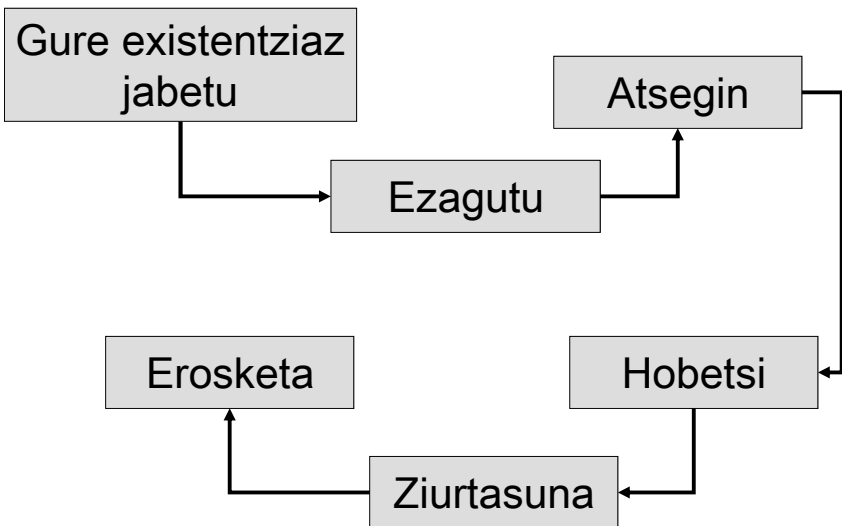 Gure existentziaz
jabetu
Ezagutu
Atsegin
Hobetsi
Ziurtasuna
Erosketa